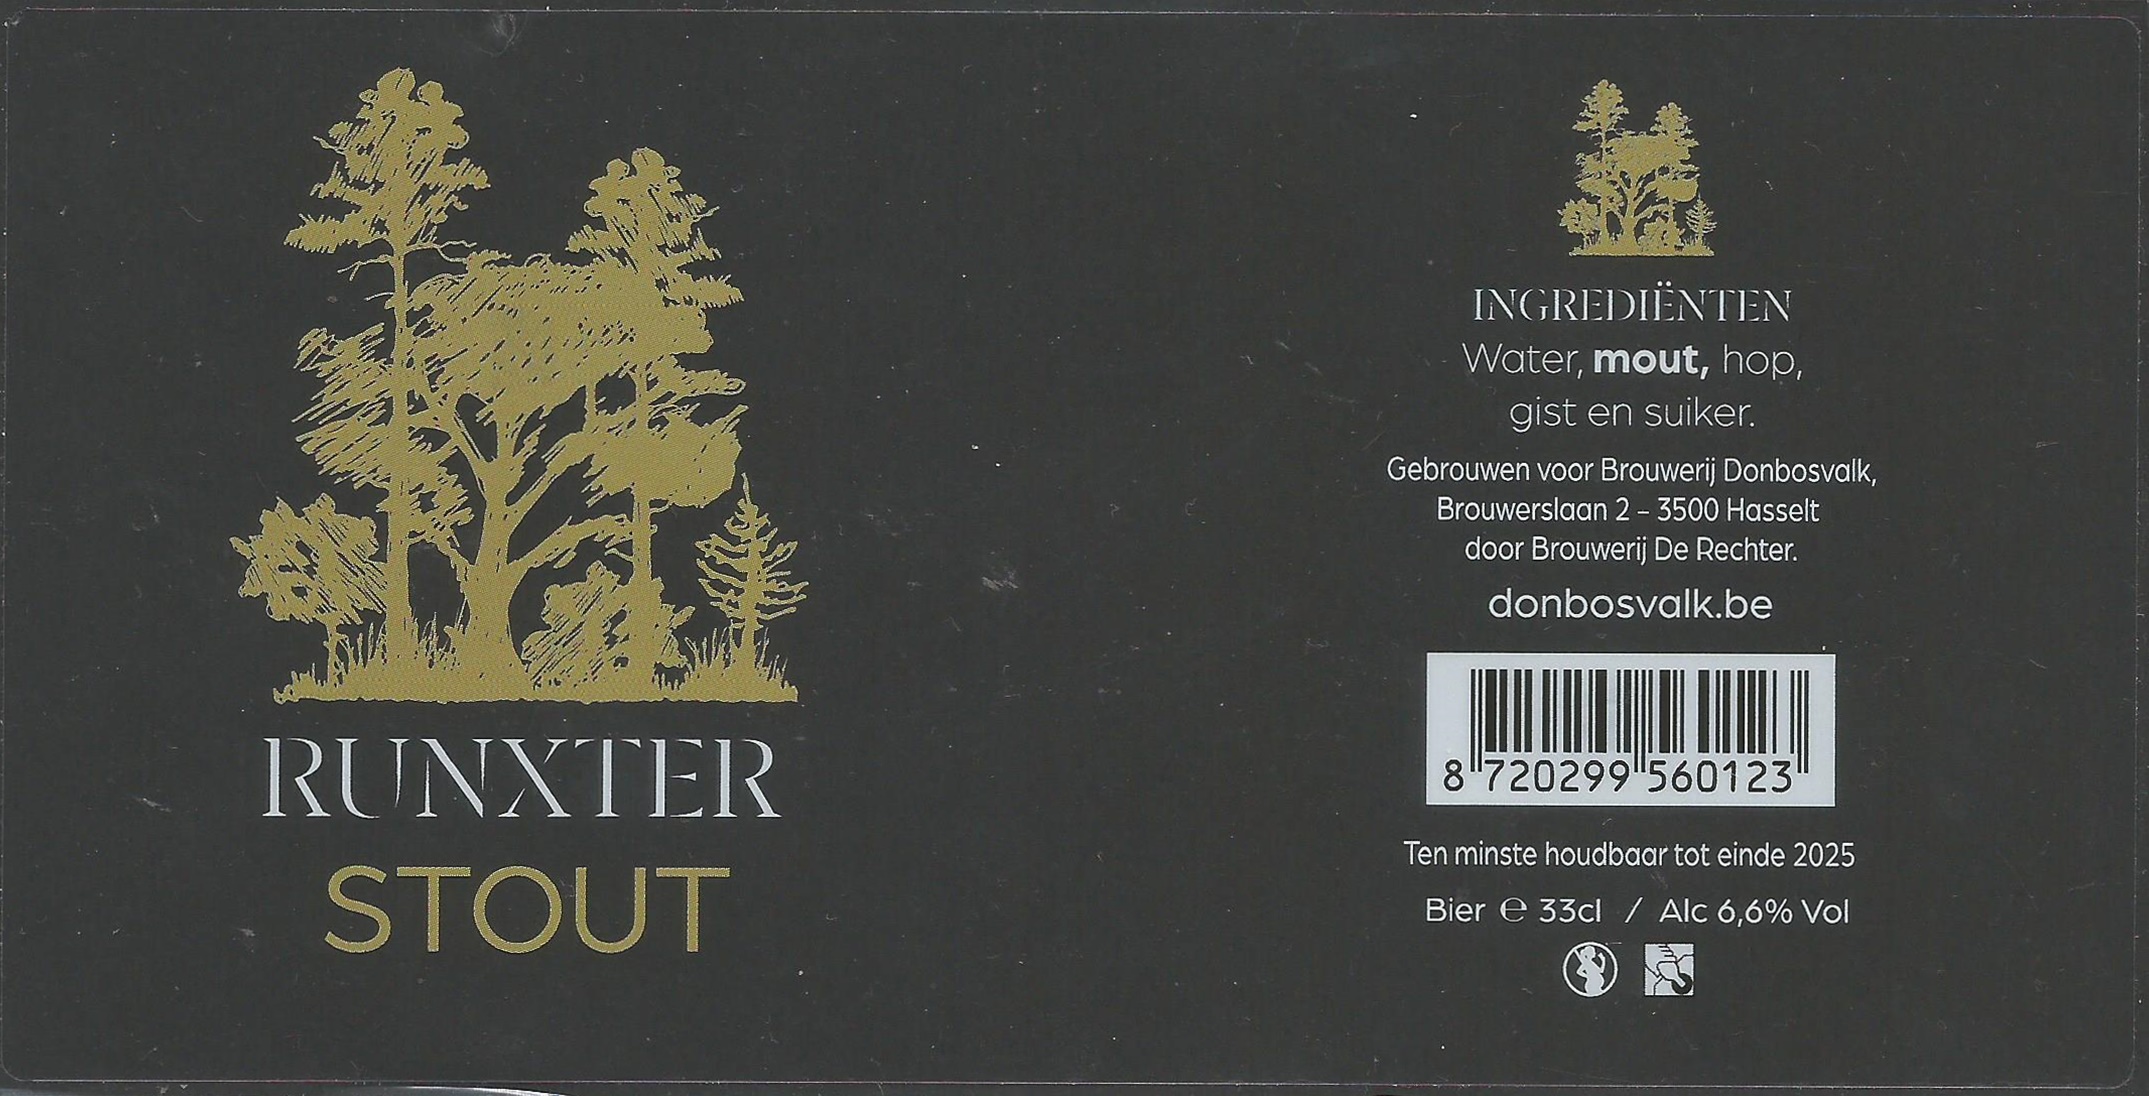 RUNXTER
STOUT
INGREDIËNTEN
Water, mout, hop,
gist en suiker.
Gebrouwen voor Brouwerij Donbosvalk,
Brouwerslaan 2 - 3500 Hasselt
door Brouwerij De Rechter.
donbosvalk.be
8 720299 560123
Ten minste houdbaar tot einde 2025
Bier ℮ 33cl / Alc 6,6% Vol